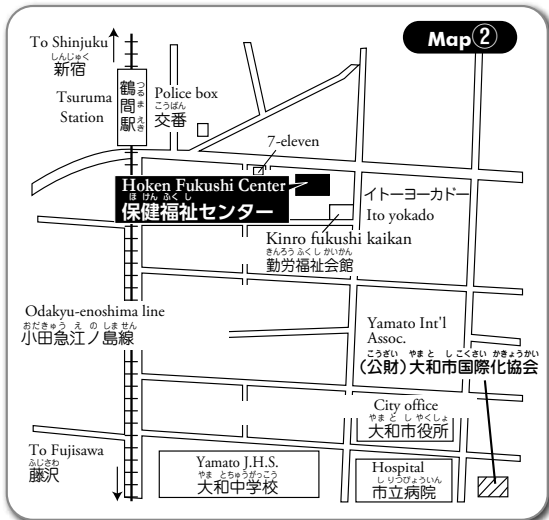 Map②
To Shinjuku
しんじゅく
新宿
Tsuruma
Station
鶴間駅
つるまえき
Police box
こうばん
交番
7-eleven
Hoken Fukushi Center
ほけんふくし
保健福祉センター
イトーヨーカドー
Ito yokado
Kinro fukushi kaikan
きんろうふくしかいかん
勤労福祉会館
Odakyu-enoshima line
おだきゅうえのしません
小田急江ノ島線
Yamato Int'l
Assoc.
こうざい やまとしこくさいかきょうかい
(公財)大和市国際化協会
City office
やまとしやくしょ
大和市役所
To Fujisawa
ふじさわ
藤沢
Yamato J.H.S.
やまとちゅうがっこう
大和中学校
Hospital
しりつびょういん
市立病院